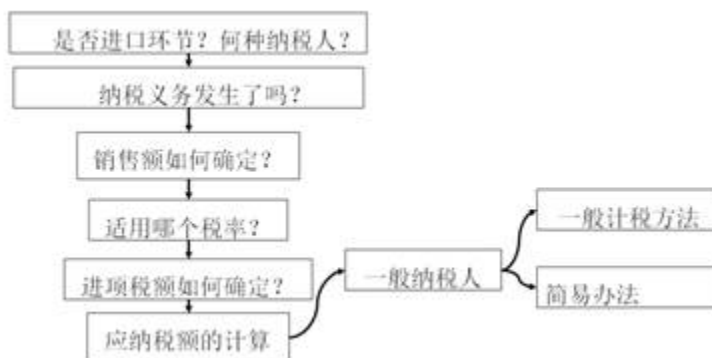 是否进口环节？何种纳税人？
纳税义务发生了吗？
销售额如何确定？
适用哪个税率？
进项税额如何确定？
应纳税额的计算
一般纳税人
一般计税方法
简易办法